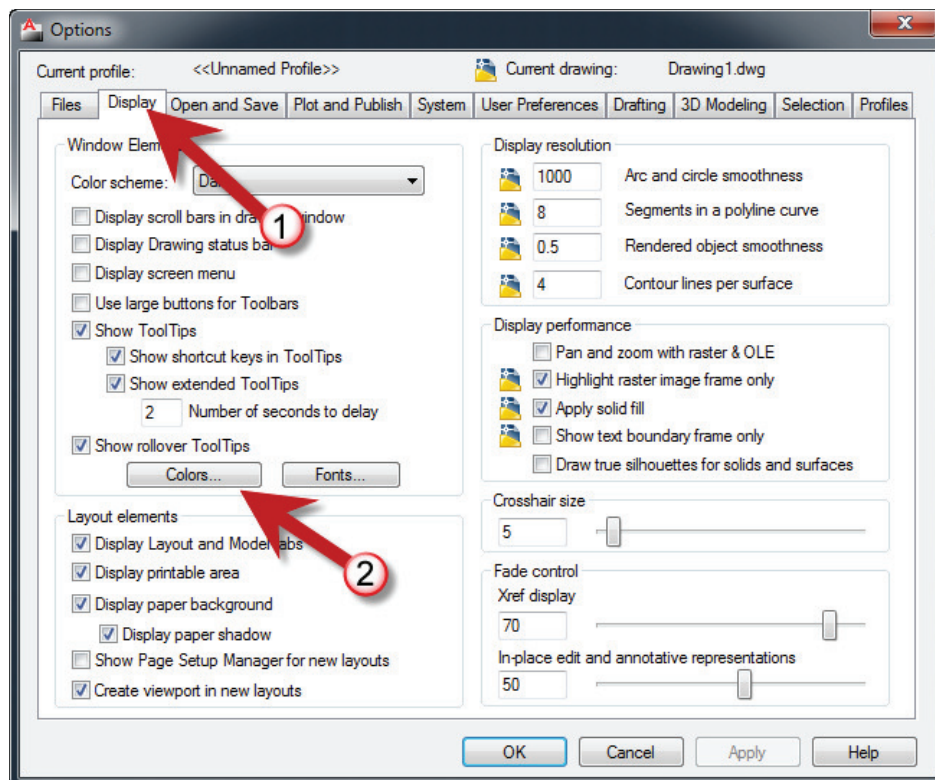 Options
Current profile: <<Unnamed Profile>> Current drawing: Drawing1.dwg
Files Display Open and Save Plot and Publish System User Preferences Drafting 3D Modeling Selection Profiles
Window Elem
Color scheme: Da
Display scroll bars in dra window
Display Drawing status bar
Display screen menu
Use large buttons for Toolbars
Show ToolTips
Show shortcut keys in ToolTips
Show extended ToolTips
2 Number of seconds to delay
Show rollover ToolTips
Colors... Fonts...
1
Layout elements
Display Layout and Model abs
Display printable area
Display paper background
Display paper shadow
Show Page Setup Manager for new layouts
Create viewport in new layouts
2
Display resolution
1000 Arc and circle smoothness
8 Segments in a polyline curve
0.5 Rendered object smoothness
4 Contour lines per surface
Display performance
Pan and zoom with raster & OLE
Highlight raster image frame only
Apply solid fill
Show text boundary frame only
Draw true silhouettes for solids and surfaces
Crosshair size
5
Fade control
Xref display
70
In-place edit and annotative representations
50
OK Cancel Apply Help